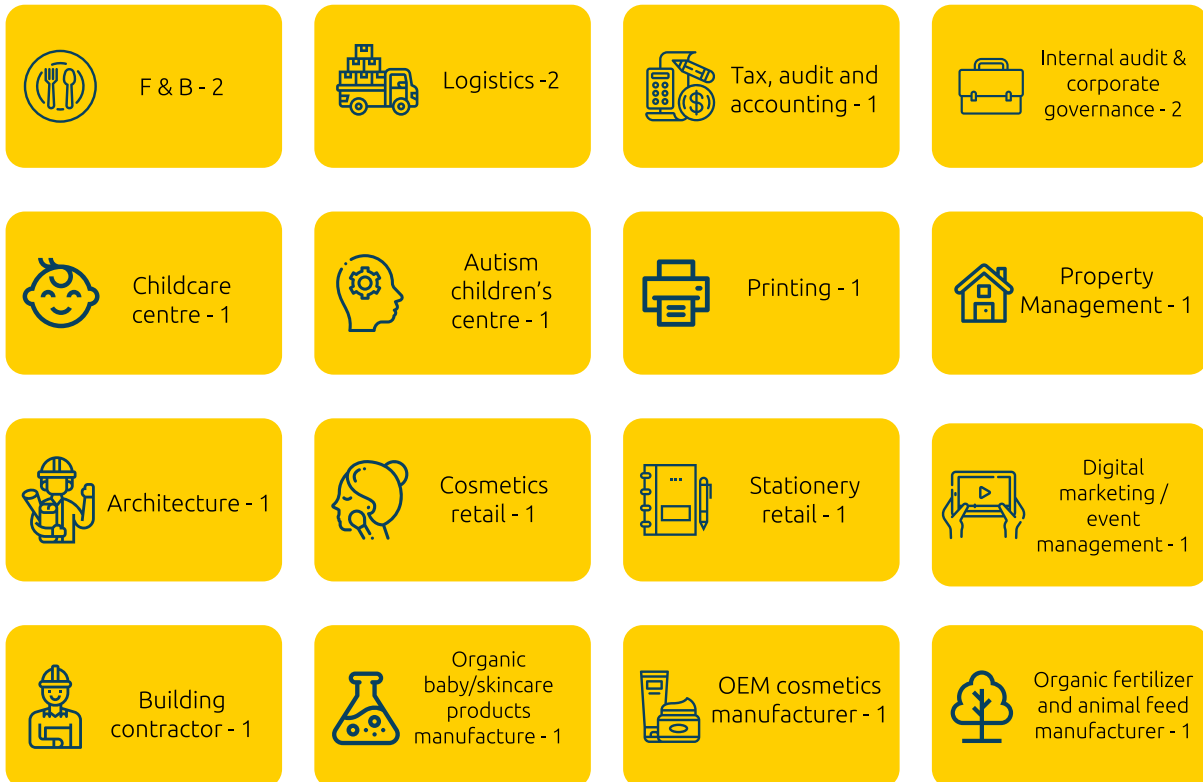 F & B - 2
Logistics -2
Tax, audit and
accounting - 1
Internal audit &
corporate
governance - 2
Childcare
centre - 1
Autism
children’s
centre - 1
Printing - 1
Property
Management - 1
Architecture - 1
Cosmetics
retail - 1
Stationery
retail - 1
Digital
marketing /
event
management - 1
Building
contractor - 1
Organic
baby/skincare
products
manufacture - 1
OEM cosmetics
manufacturer - 1
Organic fertilizer
and animal feed
manufacturer - 1